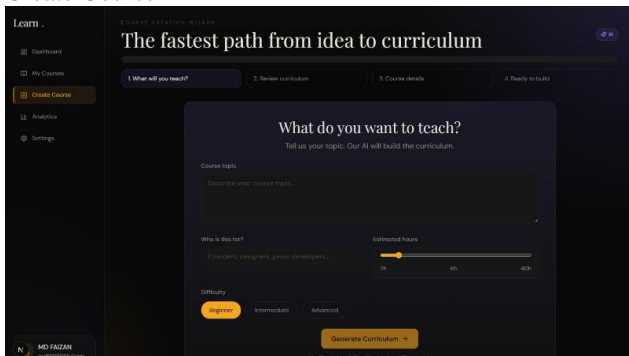 Create Course
Learn .
COURSE CREATION WIZARD
The fastest path from idea to curriculum
AI
Dashboard
My Courses
Create Course
Analytics
Settings
1. What will you teach?
2. Review curriculum
3. Course details
4. Ready to build
What do you want to teach?
Tell us your topic. Our AI will build the curriculum.
Course topic
Describe your course topic...
Who is this for?
Estimated hours
Founders, designers, junior developers...
6h
40h
Difficulty
Beginner
Intermediate
Advanced
Generate Curriculum →
N
MD FAIZAN